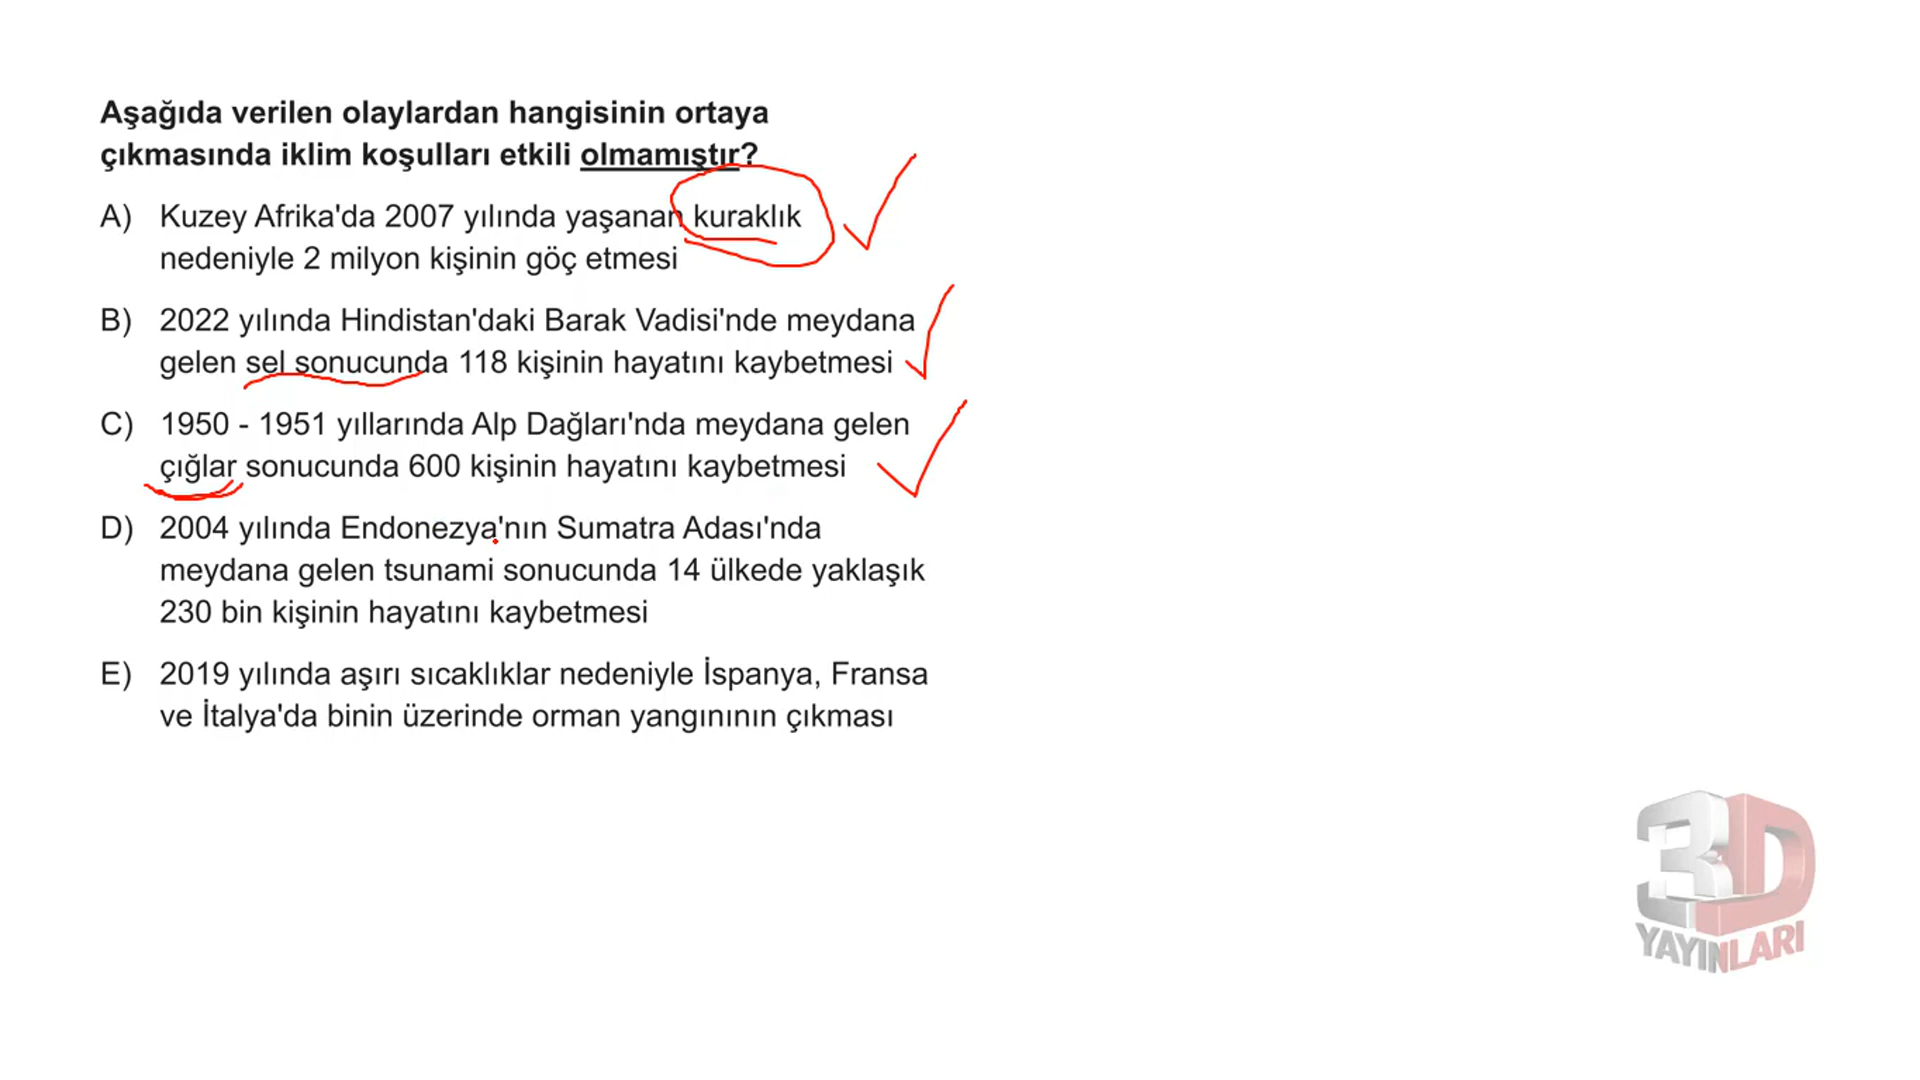 Aşağıda verilen olaylardan hangisinin ortaya
çıkmasında iklim koşulları etkili olmamıştır?
A) Kuzey Afrika'da 2007 yılında yaşanan kuraklık
nedeniyle 2 milyon kişinin göç etmesi
B) 2022 yılında Hindistan'daki Barak Vadisi'nde meydana
gelen sel sonucunda 118 kişinin hayatını kaybetmesi
C) 1950 - 1951 yıllarında Alp Dağları'nda meydana gelen
çığlar sonucunda 600 kişinin hayatını kaybetmesi
D) 2004 yılında Endonezya'nın Sumatra Adası'nda
meydana gelen tsunami sonucunda 14 ülkede yaklaşık
230 bin kişinin hayatını kaybetmesi
E) 2019 yılında aşırı sıcaklıklar nedeniyle İspanya, Fransa
ve İtalya'da binin üzerinde orman yangınının çıkması
3D
YAYINLARI